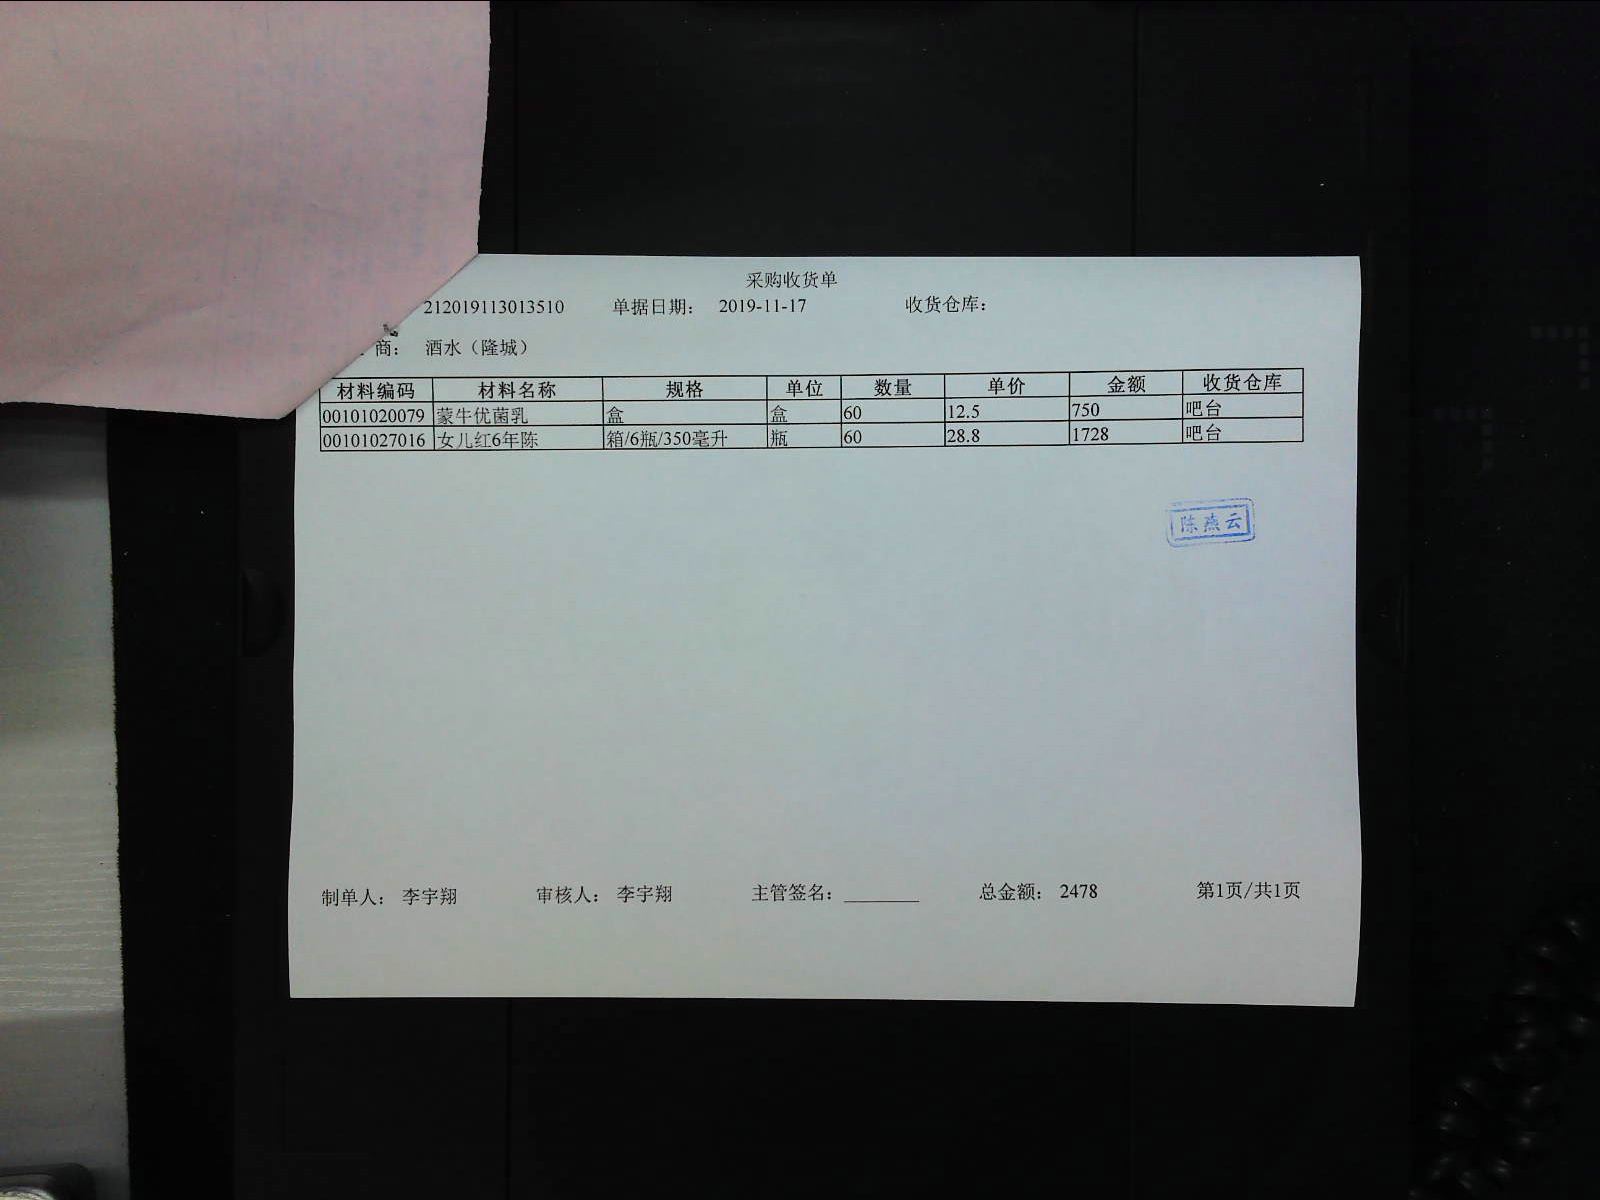 采购收货单
212019113013510 单据日期： 2019-11-17 收货仓库：
商： 酒水（隆城）
材料编码 材料名称 规格 单位 数量 单价 金额 收货仓库
00101020079 蒙牛优菌乳 盒 盒 60 12.5 750 吧台
00101027016 女儿红6年陈 箱/6瓶/350毫升 瓶 60 28.8 1728 吧台
陈燕云
制单人： 李宇翔 审核人： 李宇翔 主管签名：________ 总金额： 2478 第1页/共1页